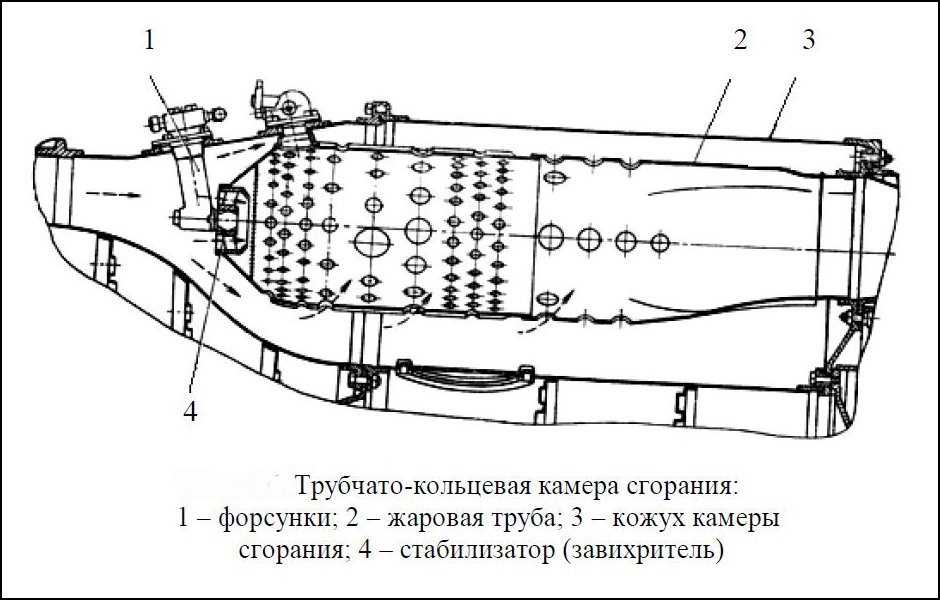 1
2
3
4
Трубчато-кольцевая камера сгорания:
1 – форсунки; 2 – жаровая труба; 3 – кожух камеры
сгорания; 4 – стабилизатор (завихритель)